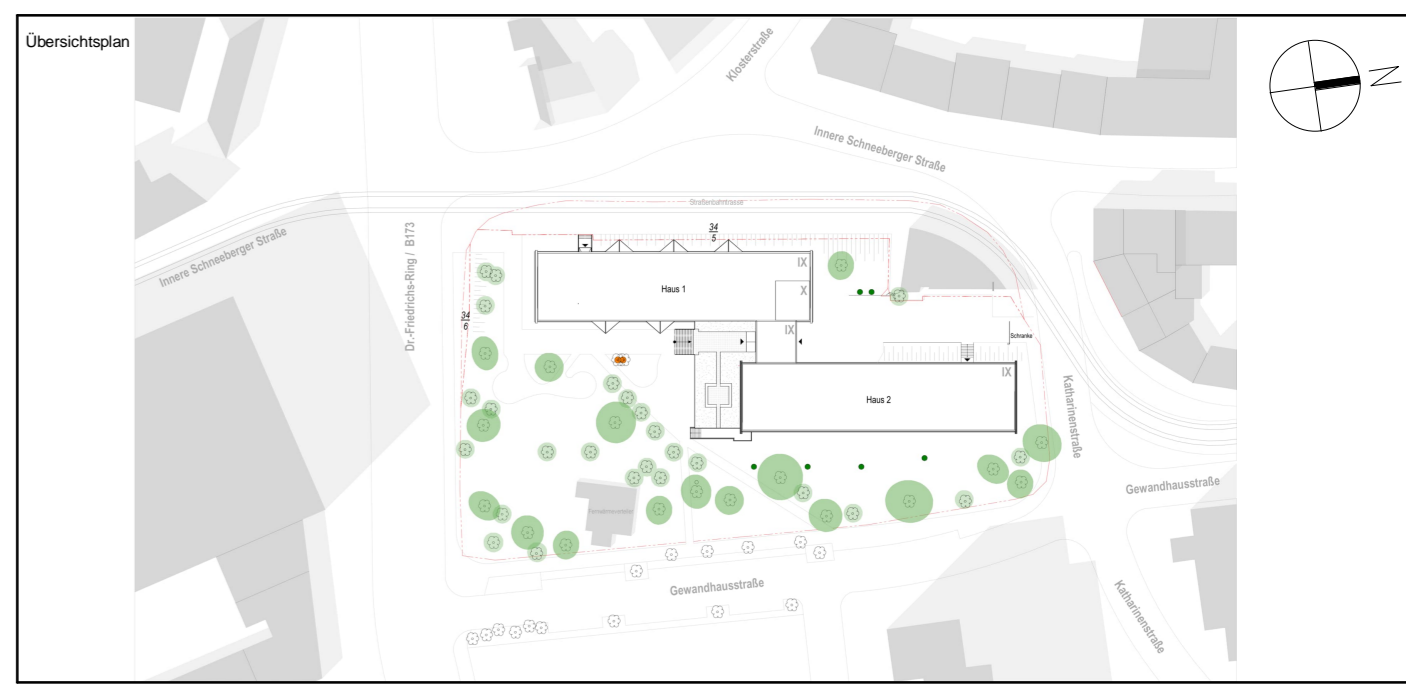 Übersichtsplan
N
Klosterstraße
Innere Schneeberger Straße
Straßenbahntrasse
34
5
Innere Schneeberger Straße
Dr.-Friedrichs-Ring / B173
IX
Haus 1
X
34
6
IX
Schranke
IX
Haus 2
Katharinenstraße
Gewandhausstraße
Gewandhausstraße
Katharinenstraße